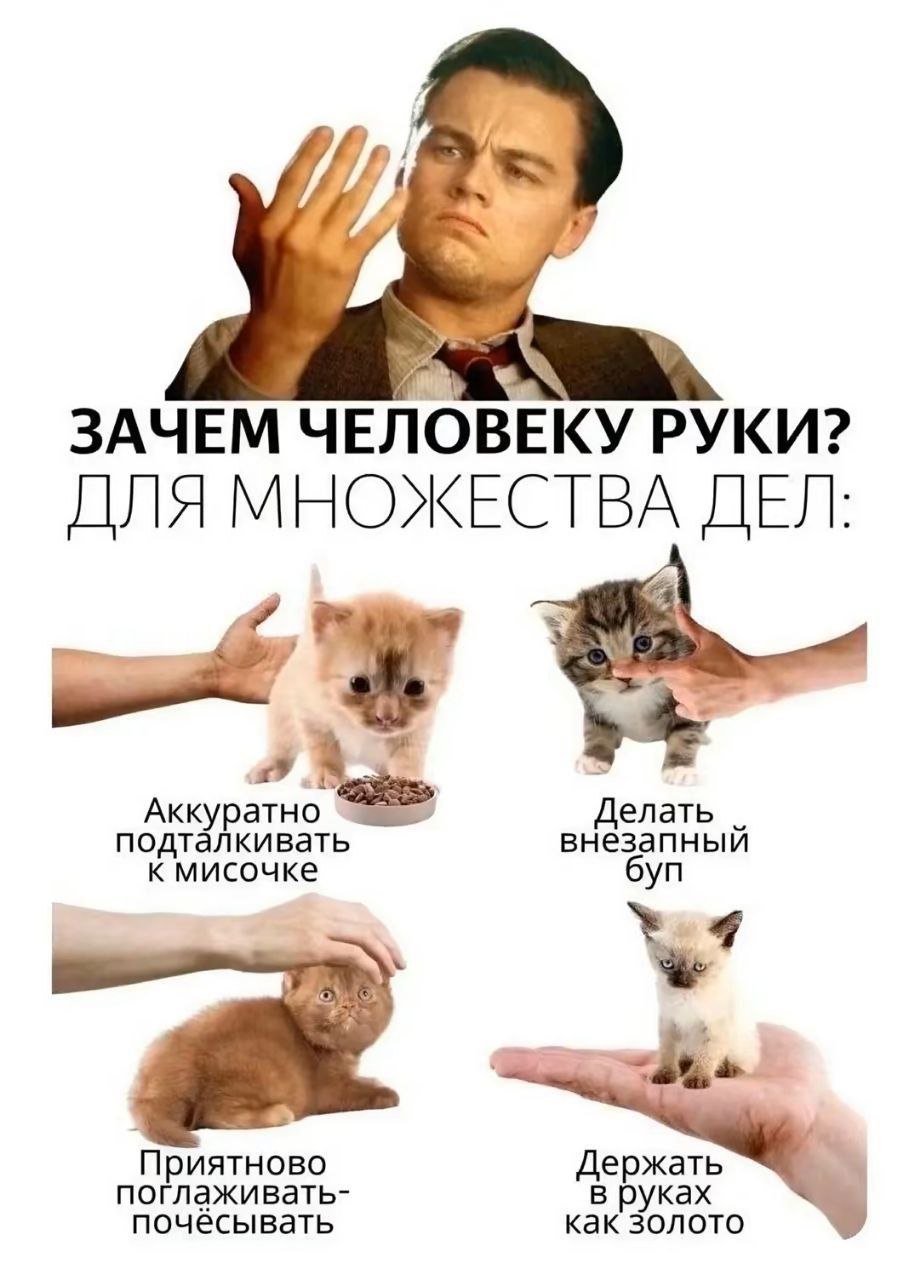 ЗАЧЕМ ЧЕЛОВЕКУ РУКИ?
ДЛЯ МНОЖЕСТВА ДЕЛ:
Аккуратно
подталкивать
к мисочке
Делать
внезапный
буп
Приятново
поглаживать-
почёсывать
Держать
в руках
как золото